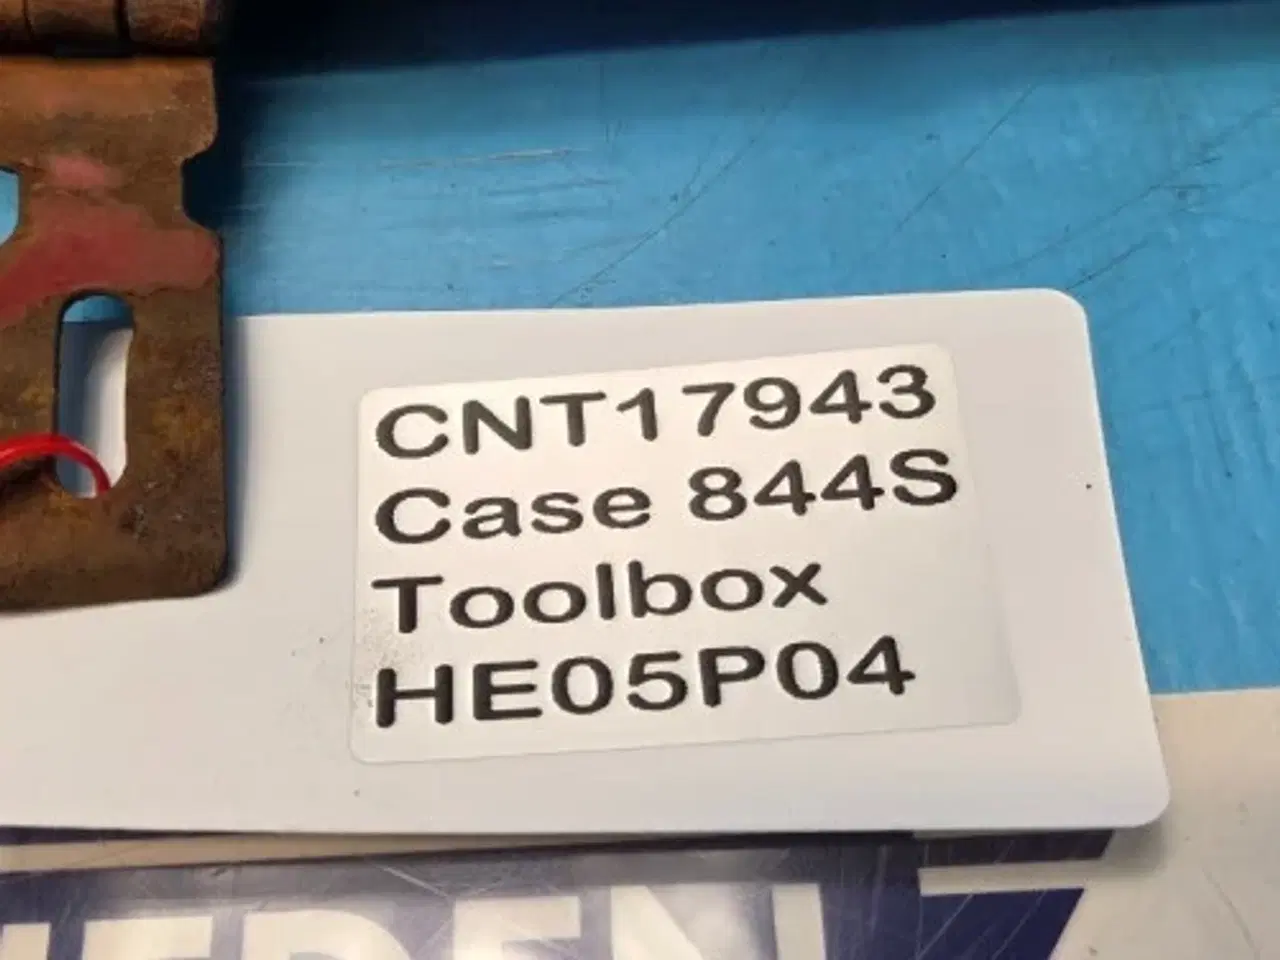 CNT17943
Case 844S
Toolbox
HE05P04